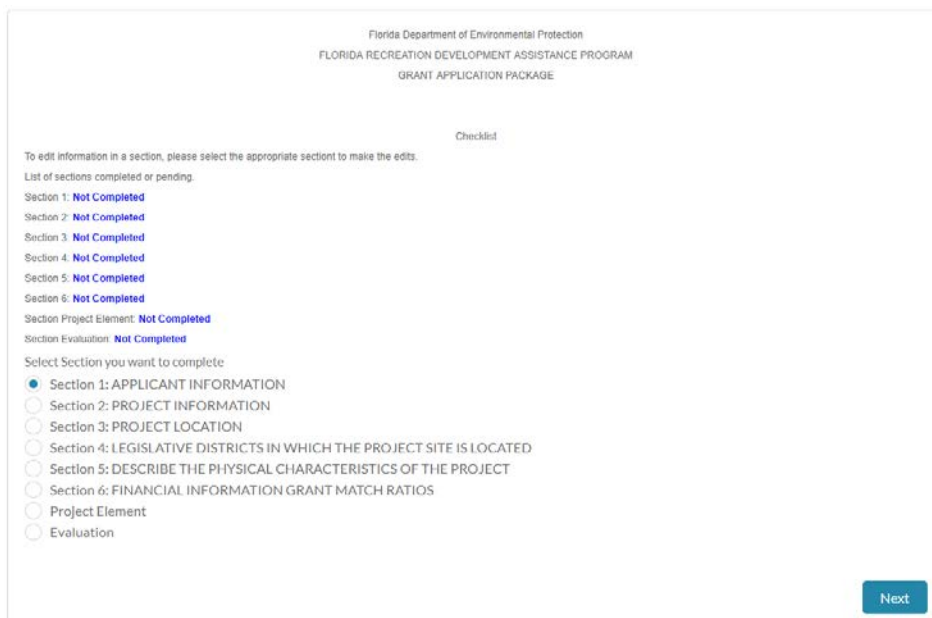 Florida Department of Environmental Protection
FLORIDA RECREATION DEVELOPMENT ASSISTANCE PROGRAM
GRANT APPLICATION PACKAGE
Checklist
To edit information in a section, please select the appropriate sectiont to make the edits.
List of sections completed or pending.
Section 1: Not Completed
Section 2: Not Completed
Section 3: Not Completed
Section 4: Not Completed
Section 5: Not Completed
Section 6: Not Completed
Section Project Element: Not Completed
Section Evaluation: Not Completed
Select Section you want to complete
Section 1: APPLICANT INFORMATION
Section 2: PROJECT INFORMATION
Section 3: PROJECT LOCATION
Section 4: LEGISLATIVE DISTRICTS IN WHICH THE PROJECT SITE IS LOCATED
Section 5: DESCRIBE THE PHYSICAL CHARACTERISTICS OF THE PROJECT
Section 6: FINANCIAL INFORMATION GRANT MATCH RATIOS
Project Element
Evaluation
Next